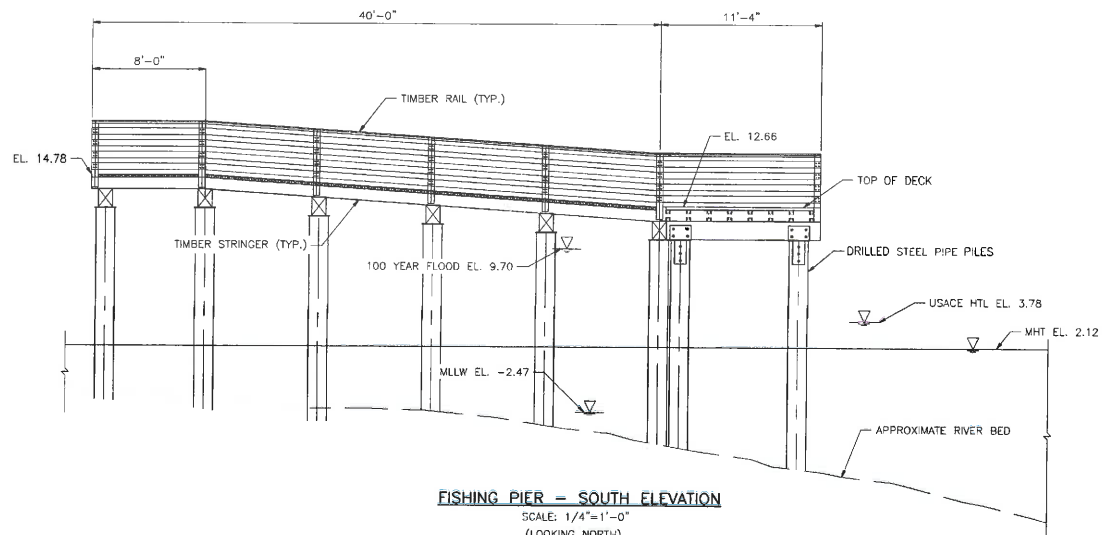 40'-0"
11'-4"
8'-0"
TIMBER RAIL (TYP.)
EL. 12.66
EL. 14.78
TOP OF DECK
TIMBER STRINGER (TYP.)
100 YEAR FLOOD EL. 9.70
DRILLED STEEL PIPE PILES
USACE HTL EL. 3.78
MHT EL. 2.12
MLLW EL. -2.47
APPROXIMATE RIVER BED
FISHING PIER - SOUTH ELEVATION
SCALE: 1/4"=1'-0"
(LOOKING NORTH)